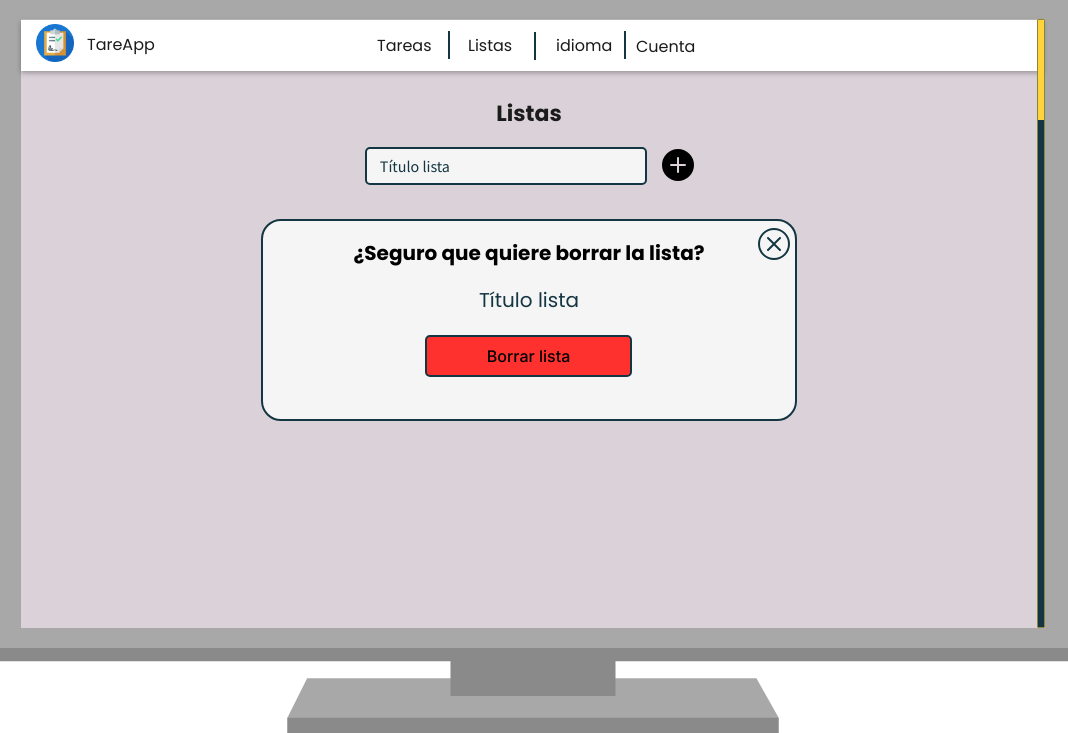 TareApp
Tareas
Listas
idioma
Cuenta
Listas
Título lista
¿Seguro que quiere borrar la lista?
Título lista
Borrar lista